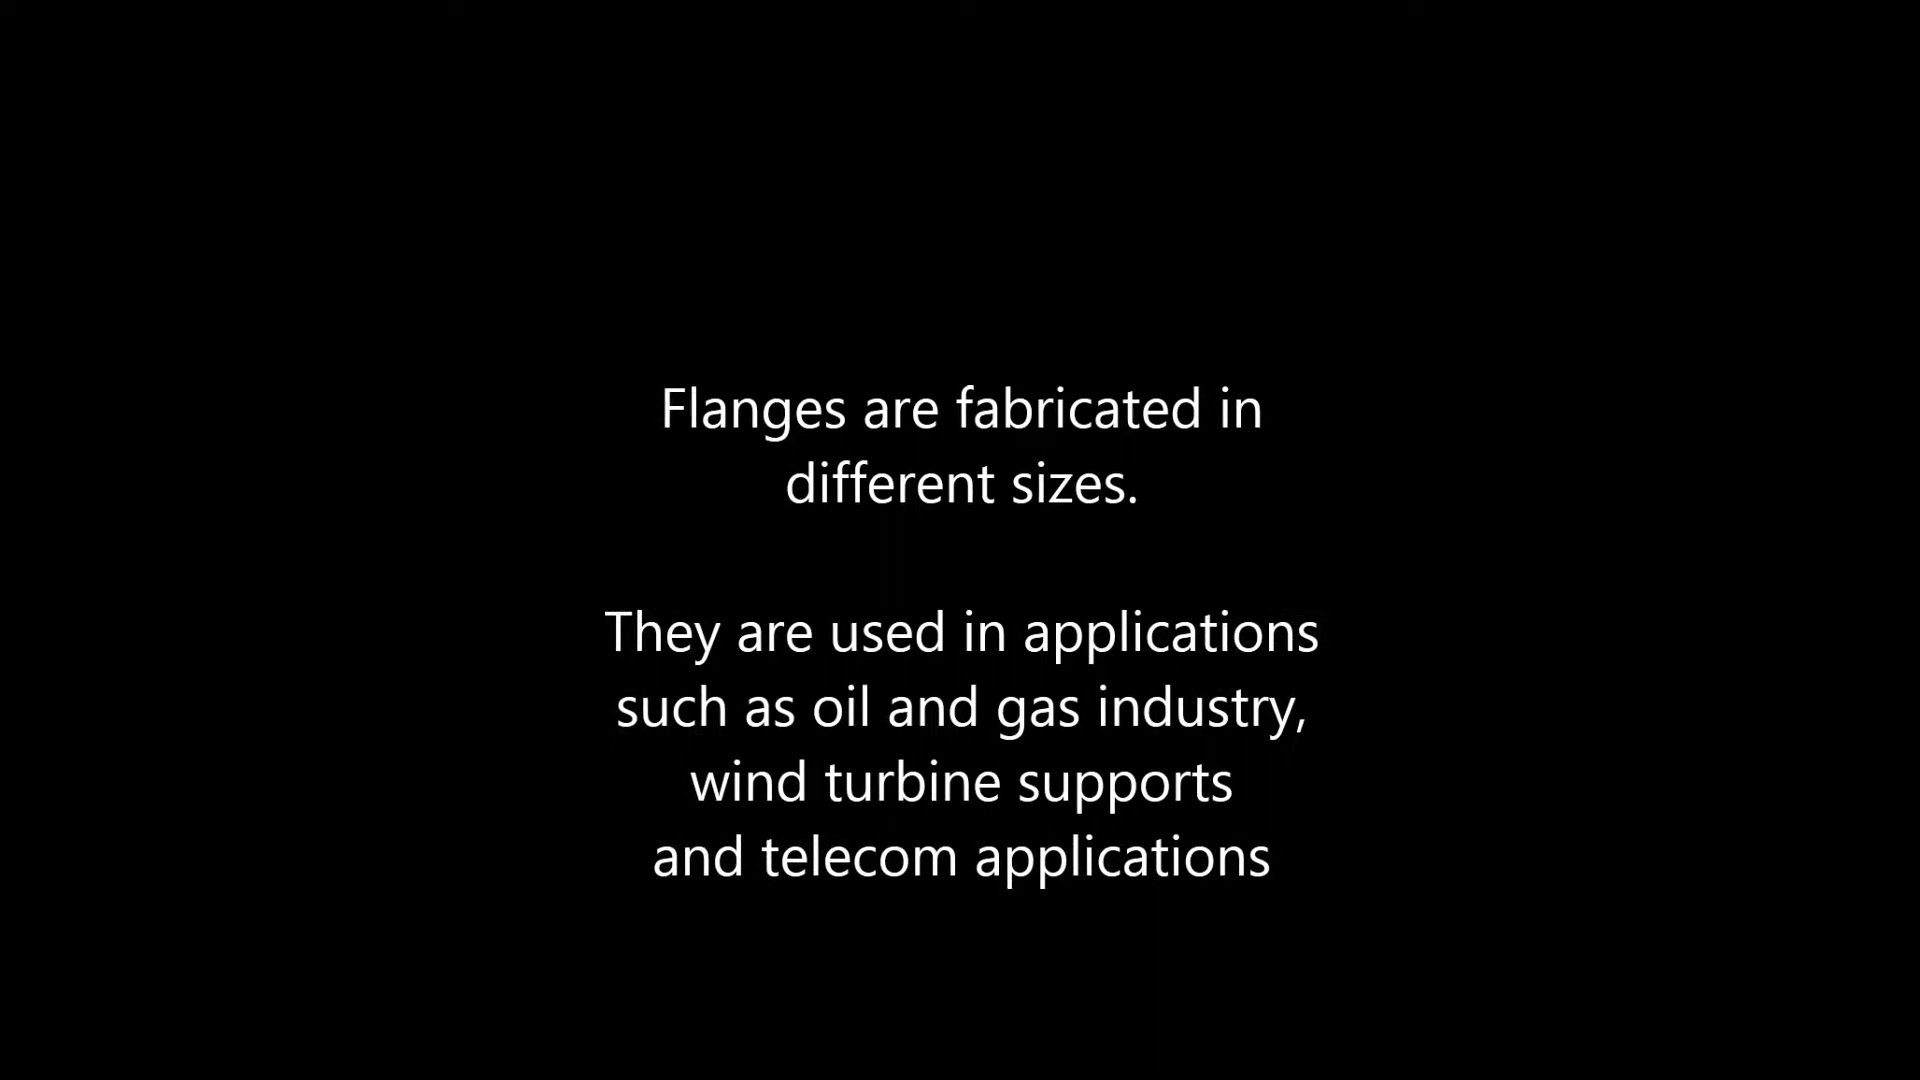 Flanges are fabricated in
different sizes.
They are used in applications
such as oil and gas industry,
wind turbine supports
and telecom applications